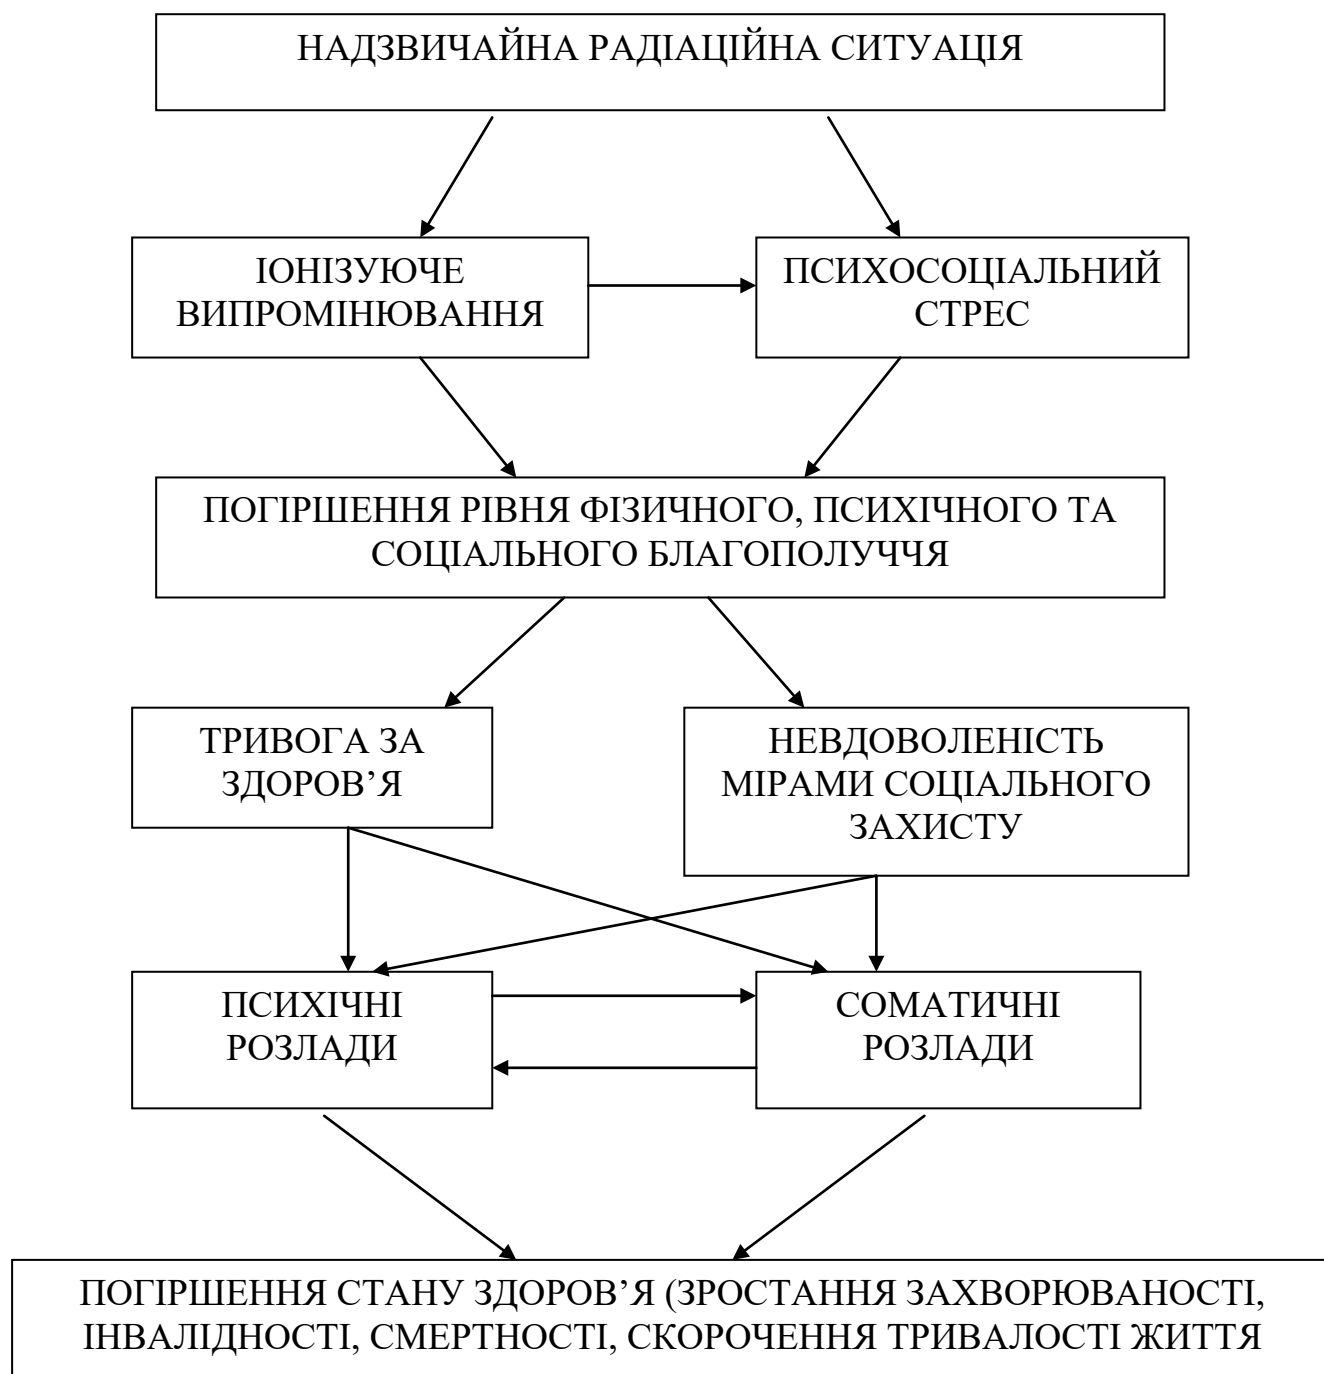 НАДЗВИЧАЙНА РАДІАЦІЙНА СИТУАЦІЯ
ІОНІЗУЮЧЕ
ВИПРОМІНЮВАННЯ
ПСИХОСОЦІАЛЬНИЙ
СТРЕС
ПОГІРШЕННЯ РІВНЯ ФІЗИЧНОГО, ПСИХІЧНОГО ТА
СОЦІАЛЬНОГО БЛАГОПОЛУЧЧЯ
ТРИВОГА ЗА
ЗДОРОВ’Я
НЕВДОВОЛЕНІСТЬ
МІРАМИ СОЦІАЛЬНОГО
ЗАХИСТУ
ПСИХІЧНІ
РОЗЛАДИ
СОМАТИЧНІ
РОЗЛАДИ
ПОГІРШЕННЯ СТАНУ ЗДОРОВ’Я (ЗРОСТАННЯ ЗАХВОРЮВАНОСТІ,
ІНВАЛІДНОСТІ, СМЕРТНОСТІ, СКОРОЧЕННЯ ТРИВАЛОСТІ ЖИТТЯ